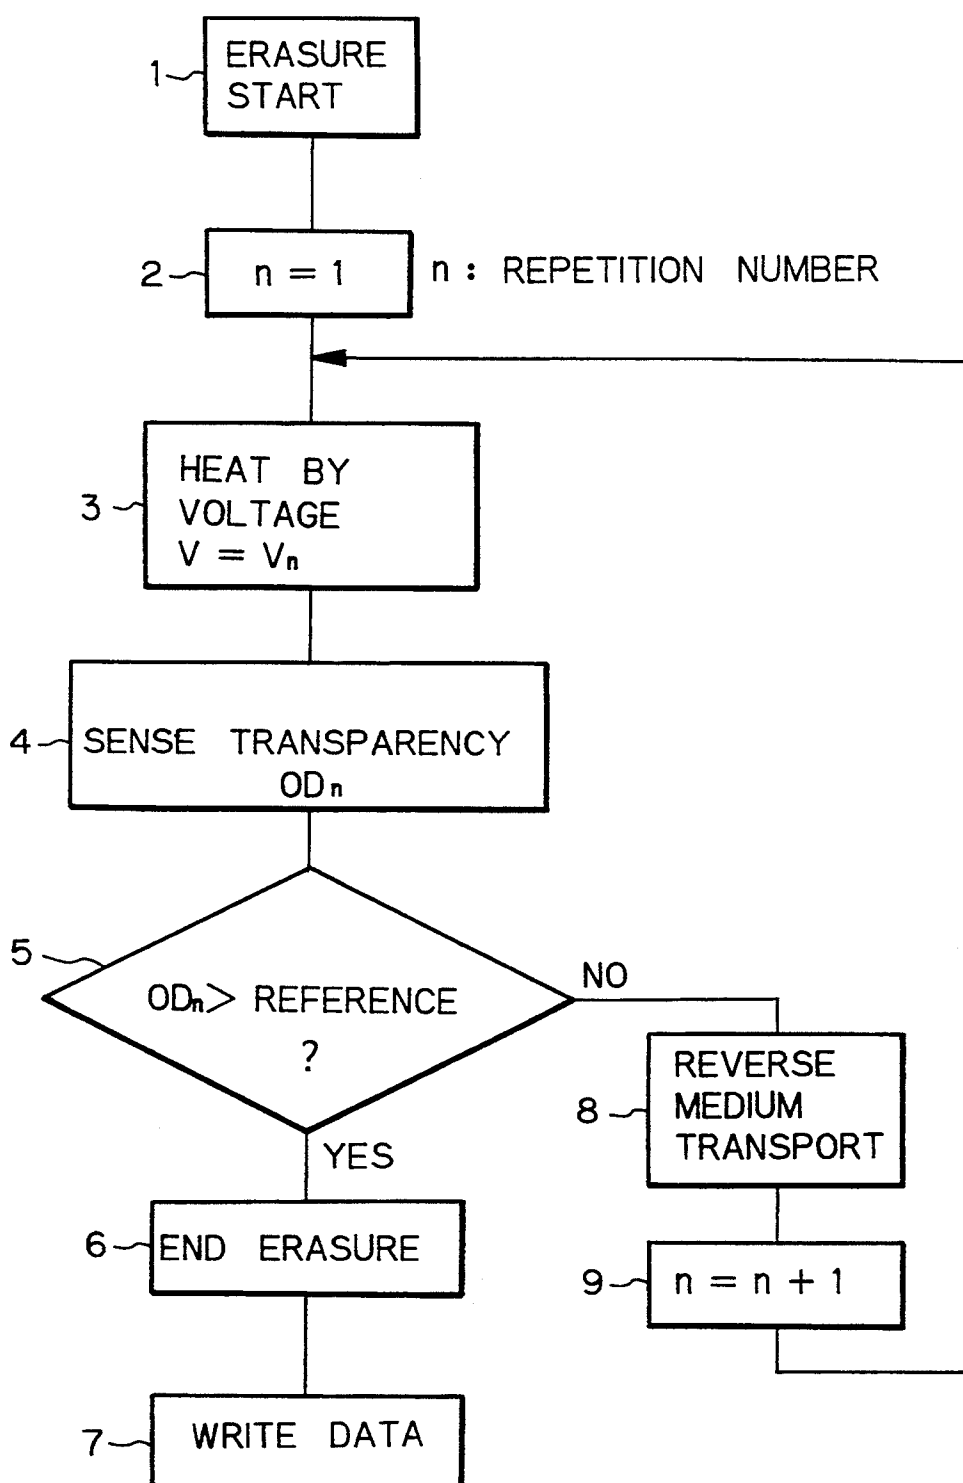 1
ERASURE
START
2
n = 1
n : REPETITION NUMBER
3
HEAT BY
VOLTAGE
V = Vn
4
SENSE TRANSPARENCY
ODn
5
ODn> REFERENCE
?
NO
YES
8
REVERSE
MEDIUM
TRANSPORT
6
END ERASURE
9
n = n + 1
7
WRITE DATA